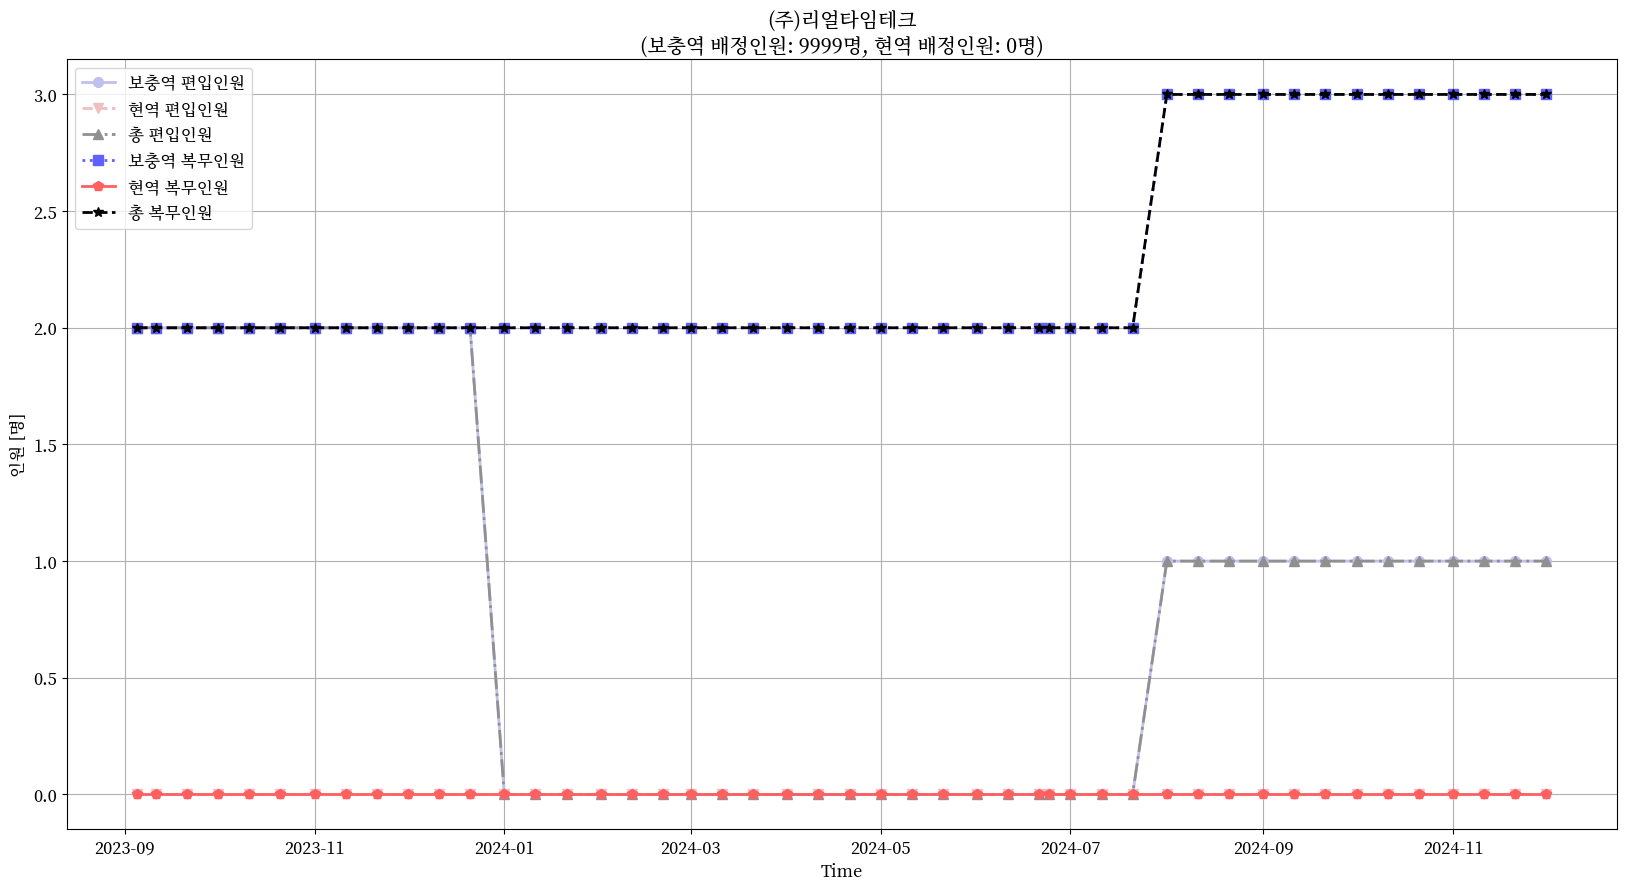 (주)리얼타임테크
(보충역 배정인원: 9999명, 현역 배정인원: 0명)
보충역 편입인원
현역 편입인원
총 편입인원
보충역 복무인원
현역 복무인원
총 복무인원
인원 [명]
3.0
2.5
2.0
1.5
1.0
0.5
0.0
2023-09 2023-11 2024-01 2024-03 2024-05 2024-07 2024-09 2024-11
Time